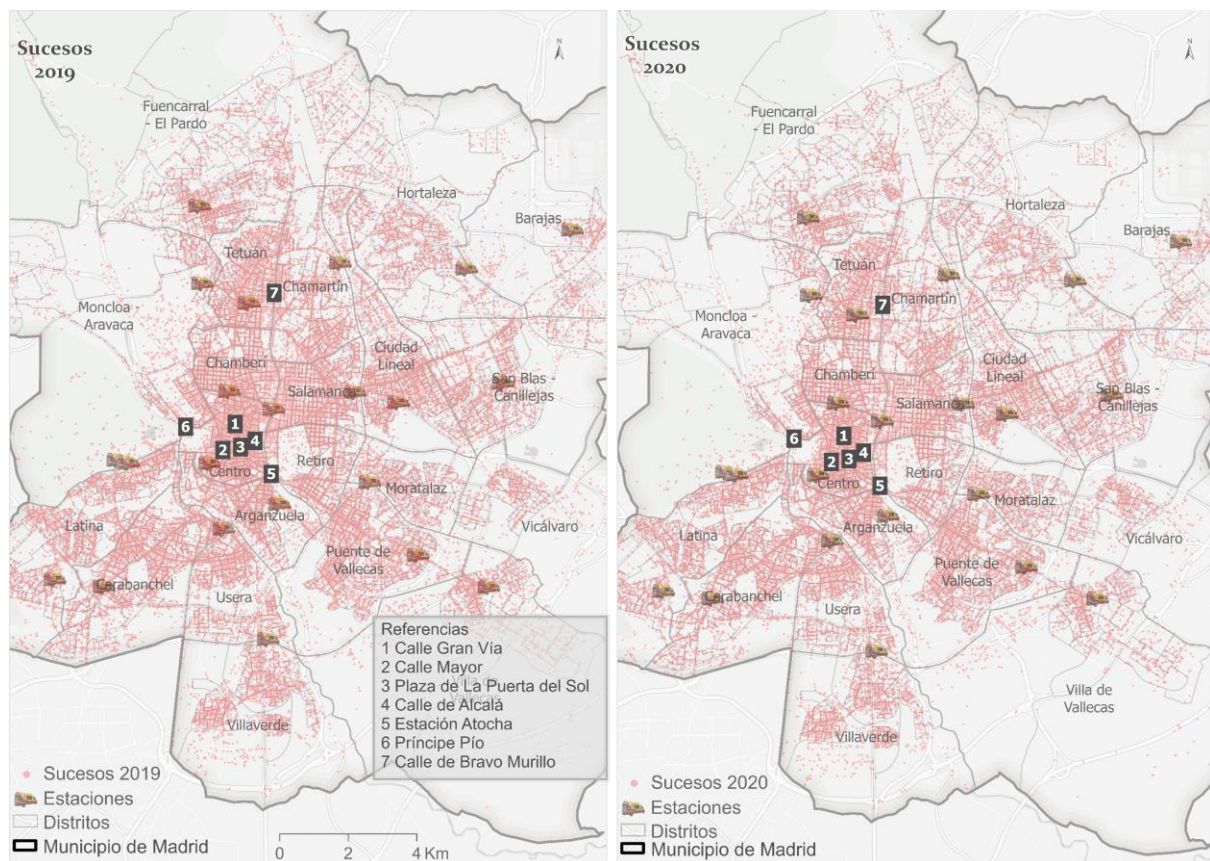 Sucesos
2019
N
Fuencarral
- El Pardo
Hortaleza
Barajas
Tetuán
7
Chamartín
Moncloa -
Aravaca
Chamberí
Ciudad
Lineal
Salamanca
San Blas -
Canillejas
6
1
2
3
4
Centro
5
Retiro
Moratalaz
Arganzuela
Latina
Vicálvaro
Puente de
Vallecas
Carabanchel
Usera
Villa de
Vallecas
Villaverde
Referencias
1 Calle Gran Vía
2 Calle Mayor
3 Plaza de La Puerta del Sol
4 Calle de Alcalá
5 Estación Atocha
6 Príncipe Pío
7 Calle de Bravo Murillo
Sucesos 2019
Estaciones
Distritos
Municipio de Madrid
0 2 4 Km
Sucesos
2020
N
Fuencarral
- El Pardo
Hortaleza
Barajas
Tetuán
7
Chamartín
Moncloa -
Aravaca
Chamberí
Ciudad
Lineal
Salamanca
San Blas -
Canillejas
6
1
2
3
4
Centro
5
Retiro
Moratalaz
Arganzuela
Latina
Vicálvaro
Puente de
Vallecas
Carabanchel
Usera
Villa de
Vallecas
Villaverde
Sucesos 2020
Estaciones
Distritos
Municipio de Madrid